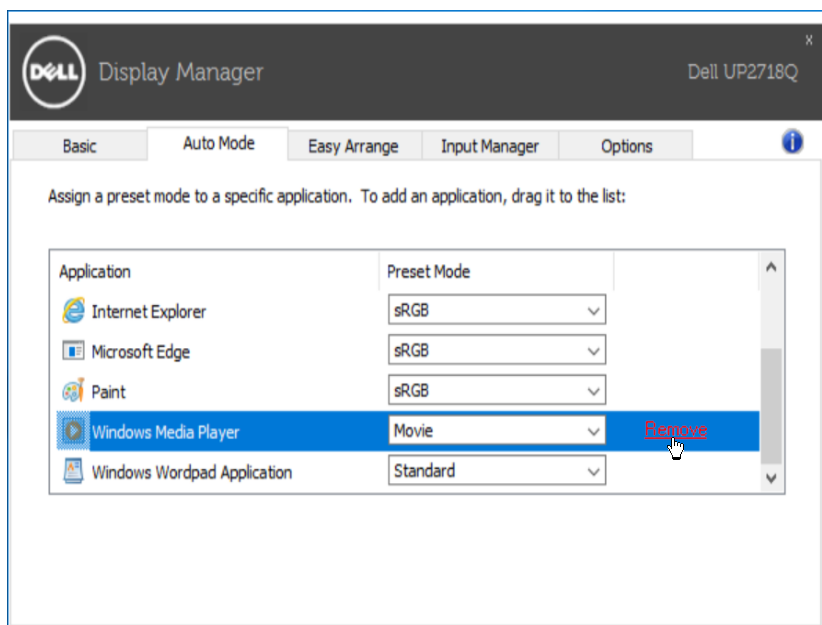 x
DELL Display Manager Dell UP2718Q
Basic Auto Mode Easy Arrange Input Manager Options i
Assign a preset mode to a specific application. To add an application, drag it to the list:
Application Preset Mode
Internet Explorer sRGB
Microsoft Edge sRGB
Paint sRGB
Windows Media Player Movie Remove
Windows Wordpad Application Standard